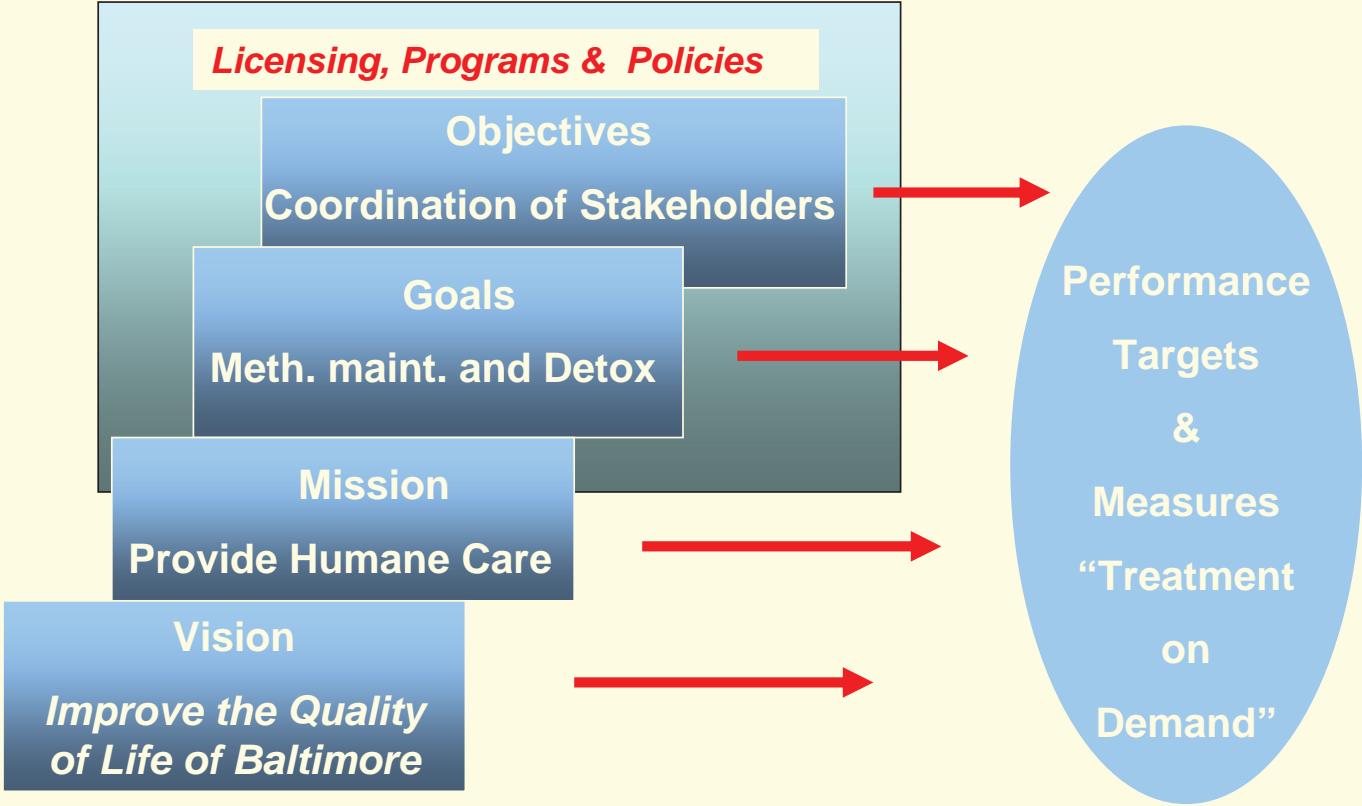 Licensing, Programs & Policies
Objectives
Coordination of Stakeholders
Goals
Meth. maint. and Detox
Mission
Provide Humane Care
Vision
Improve the Quality
of Life of Baltimore
Performance
Targets
&
Measures
“Treatment
on
Demand”